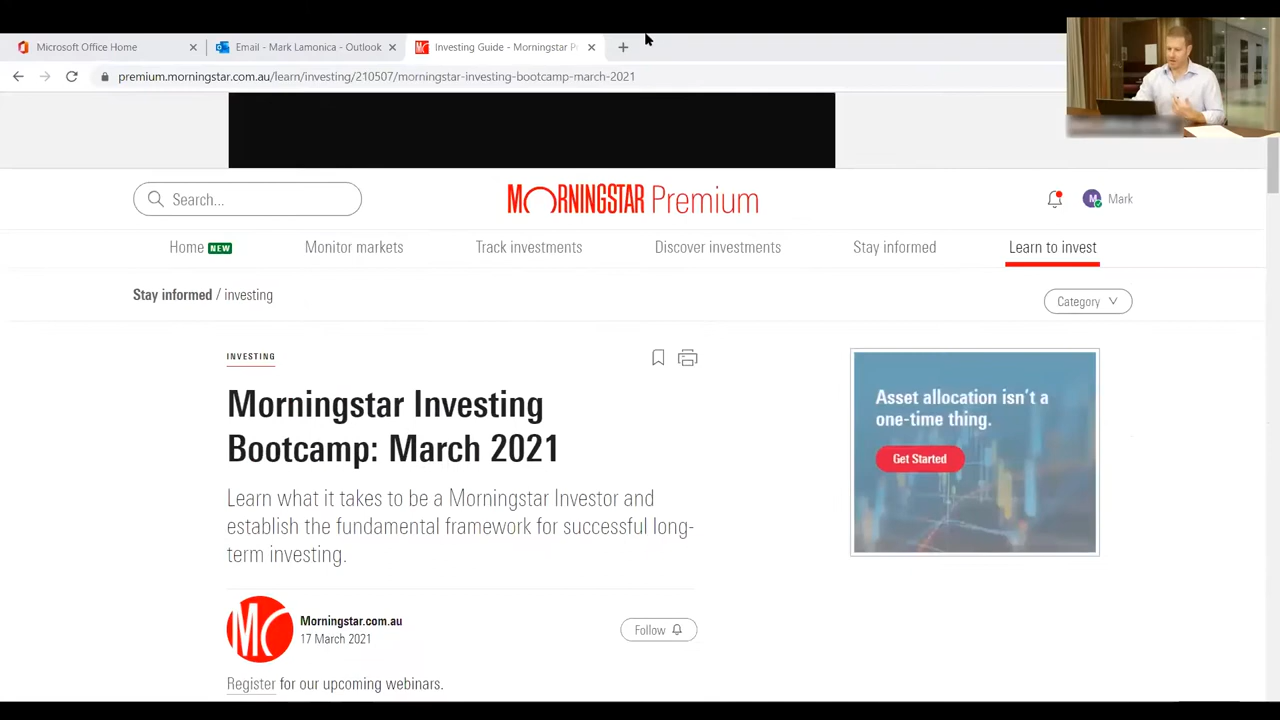 Microsoft Office Home
Email - Mark Lamonica - Outlook
Investing Guide - Morningstar P
premium.morningstar.com.au/learn/investing/210507/morningstar-investing-bootcamp-march-2021
Search...
MORNINGSTAR Premium
M
Mark
Home NEW
Monitor markets
Track investments
Discover investments
Stay informed
Learn to invest
Stay informed / investing
Category
INVESTING
Morningstar Investing
Bootcamp: March 2021
Learn what it takes to be a Morningstar Investor and
establish the fundamental framework for successful long-
term investing.
Asset allocation isn't a
one-time thing.
Get Started
Morningstar.com.au
17 March 2021
Follow
Register for our upcoming webinars.